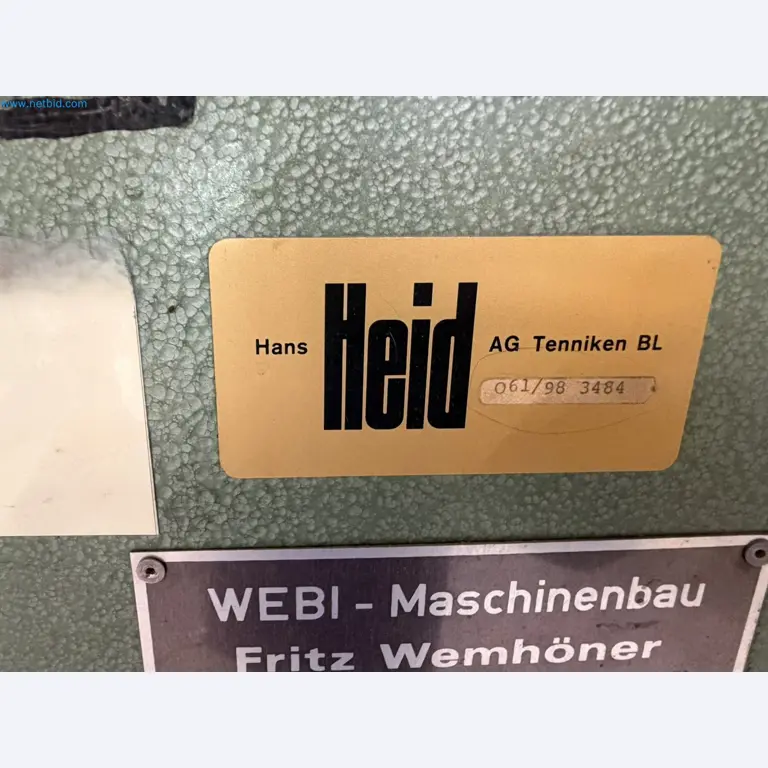 www.netbid.com
Hans Heid AG Tenniken BL
061/98 3484
WEBI - Maschinenbau
Fritz Wemhöner